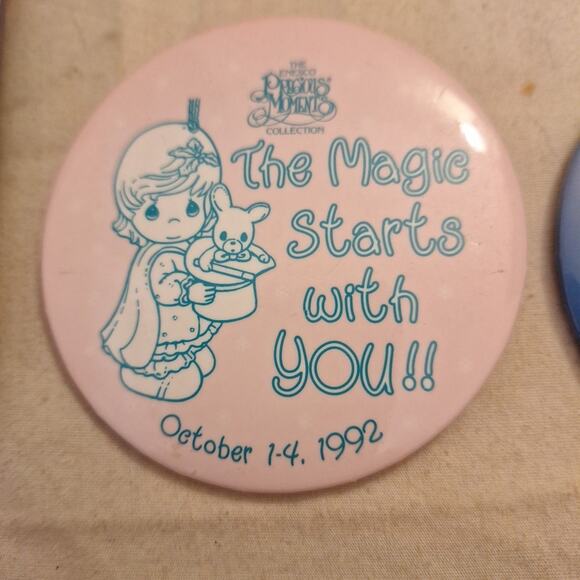 THE
ENESCO
PRECIOUS
MOMENTS
COLLECTION
The Magic
Starts
with
YOU!!
October 1-4, 1992